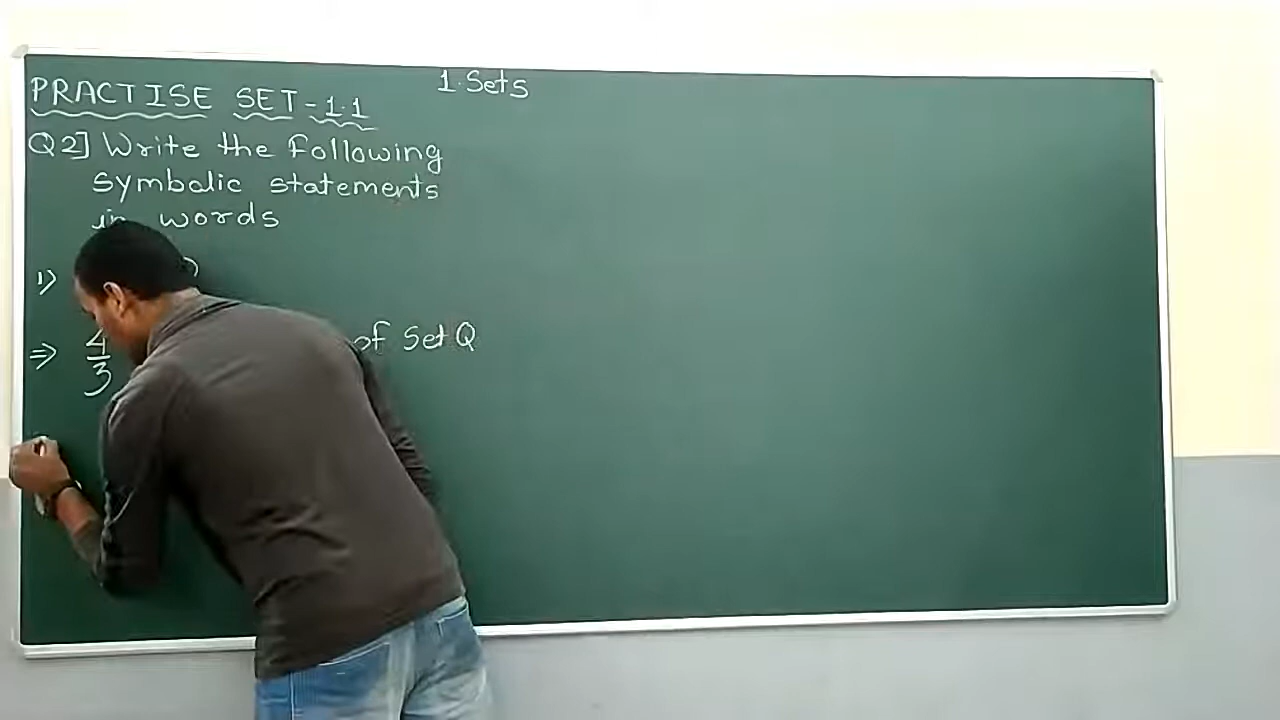 1.Sets
PRACTISE SET-1.1
Q2] Write the following
symbolic statements
in words
1)
⇒ 4/3 of Set Q